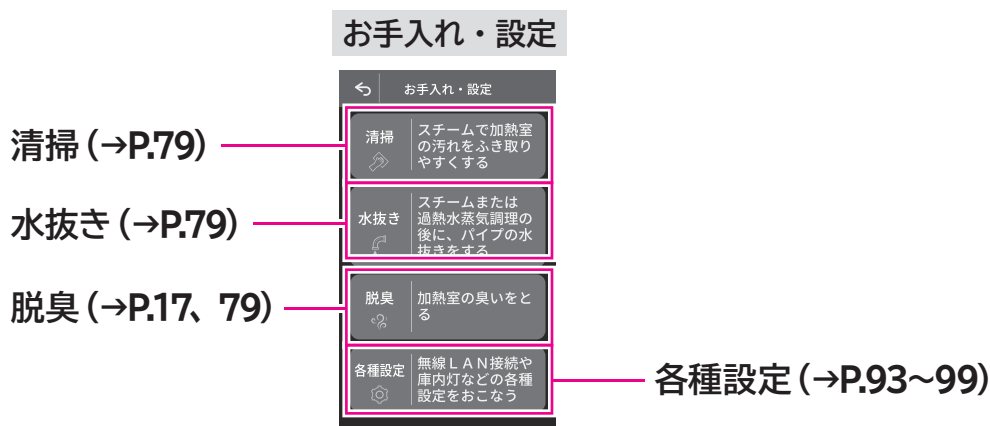 お手入れ・設定
お手入れ・設定
清掃
スチームで加熱室
の汚れをふき取り
やすくする
清掃(→P.79)
水抜き
スチームまたは
過熱水蒸気調理の
後に、パイプの水
抜きをする
水抜き(→P.79)
脱臭
加熱室の臭いをと
る
脱臭(→P.17、79)
各種設定
無線LAN接続や
庫内灯などの各種
設定をおこなう
各種設定(→P.93~99)